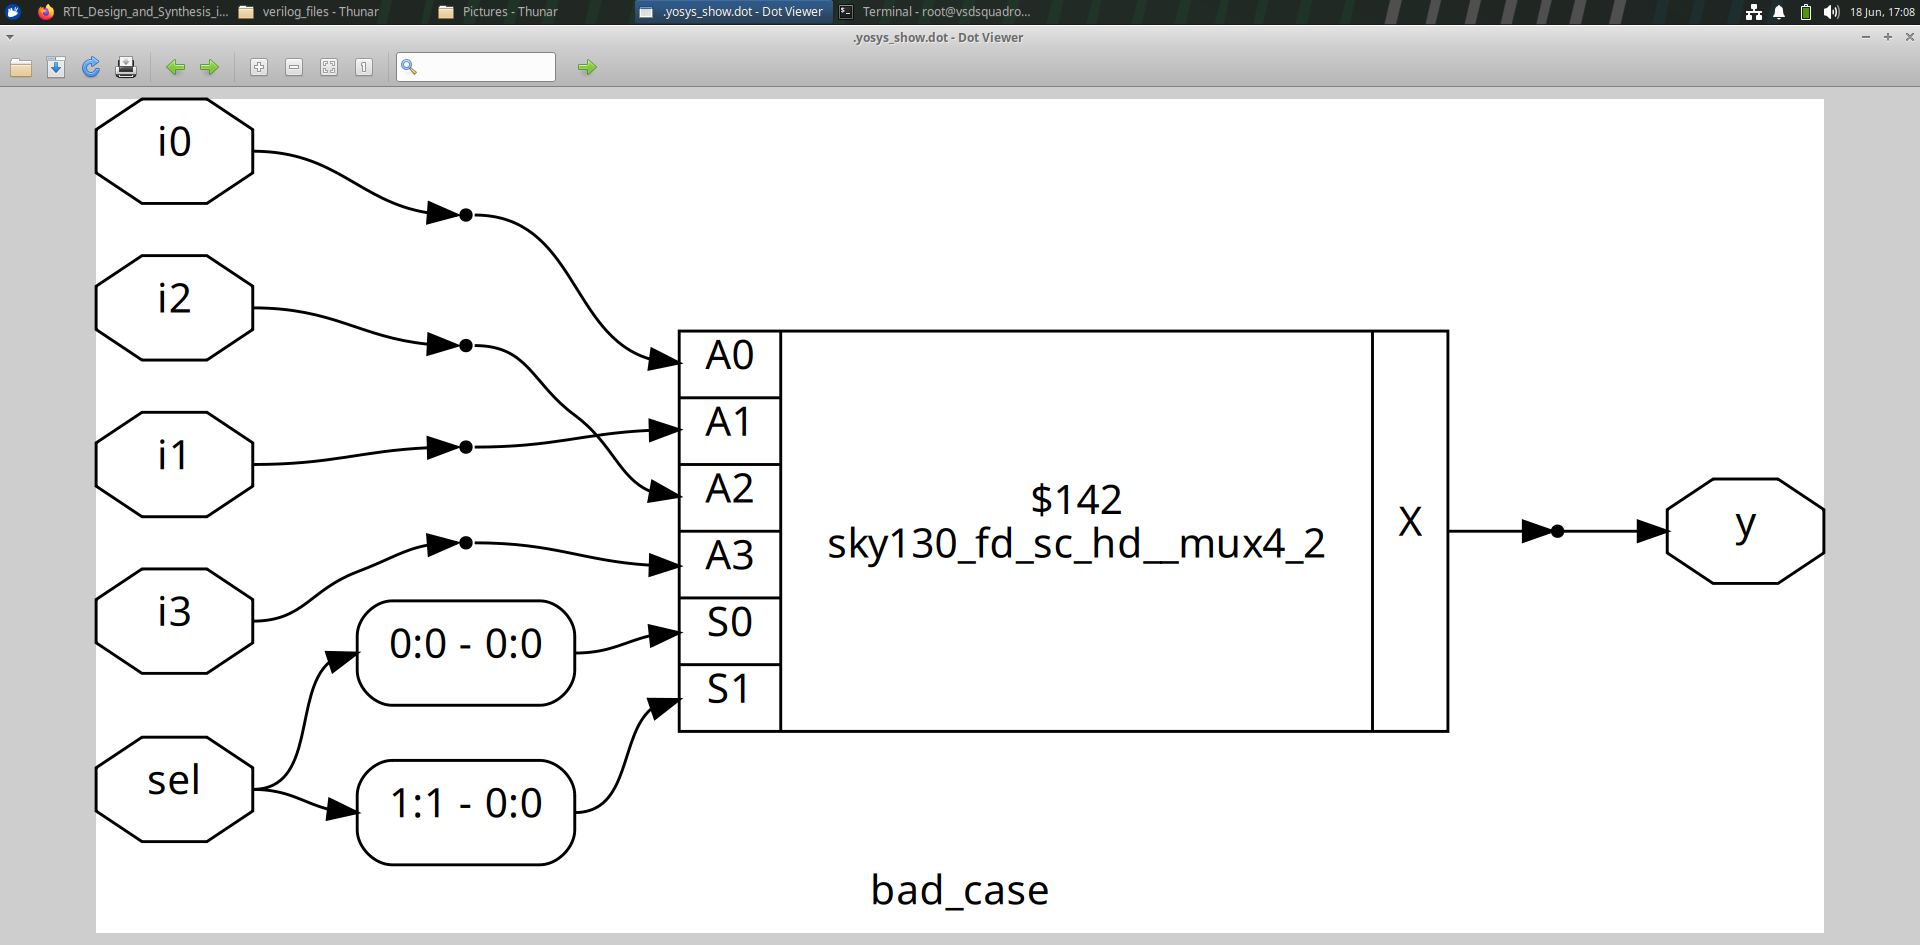 RTL_Design_and_Synthesis_i...
verilog_files - Thunar
Pictures - Thunar
.yosys_show.dot - Dot Viewer
Terminal - root@vsdsquadro...
18 Jun, 17:08
.yosys_show.dot - Dot Viewer
i0
i2
i1
i3
sel
0:0 - 0:0
1:1 - 0:0
A0
A1
A2
A3
S0
S1
$142
sky130_fd_sc_hd__mux4_2
X
y
bad_case